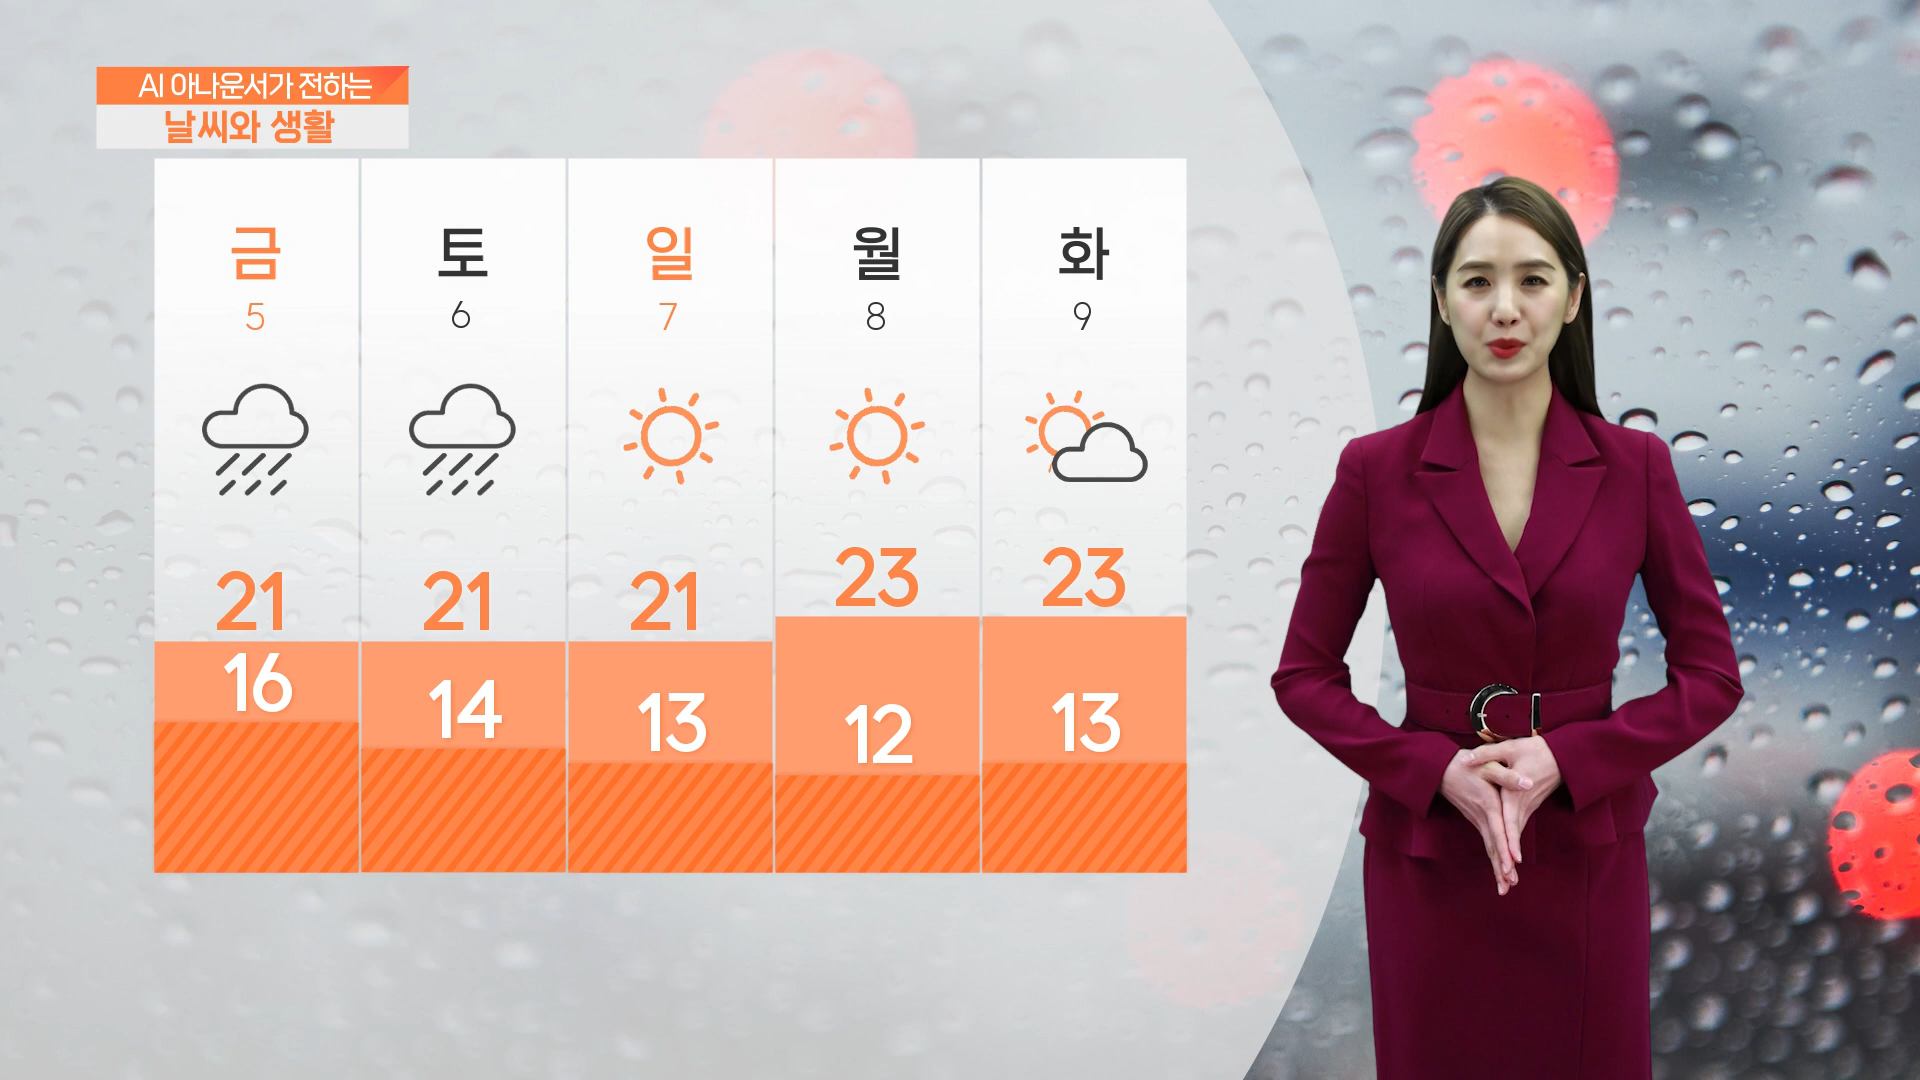 AI 아나운서가 전하는
날씨와 생활
금 토 일 월 화
5 6 7 8 9
21 21 21 23 23
16 14 13 12 13